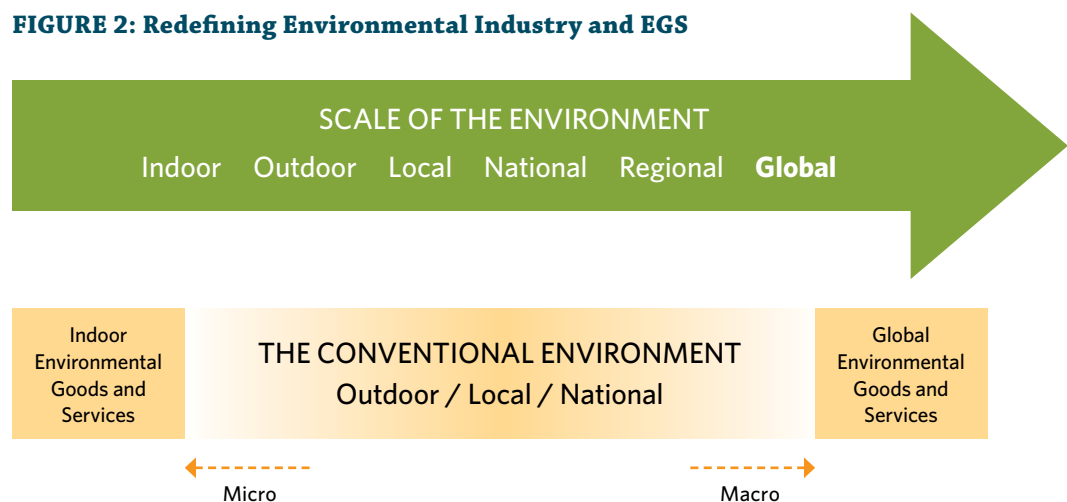 FIGURE 2: Redefining Environmental Industry and EGS
SCALE OF THE ENVIRONMENT
Indoor Outdoor Local National Regional Global
Indoor
Environmental
Goods and
Services
THE CONVENTIONAL ENVIRONMENT
Outdoor / Local / National
Global
Environmental
Goods and
Services
Micro
Macro